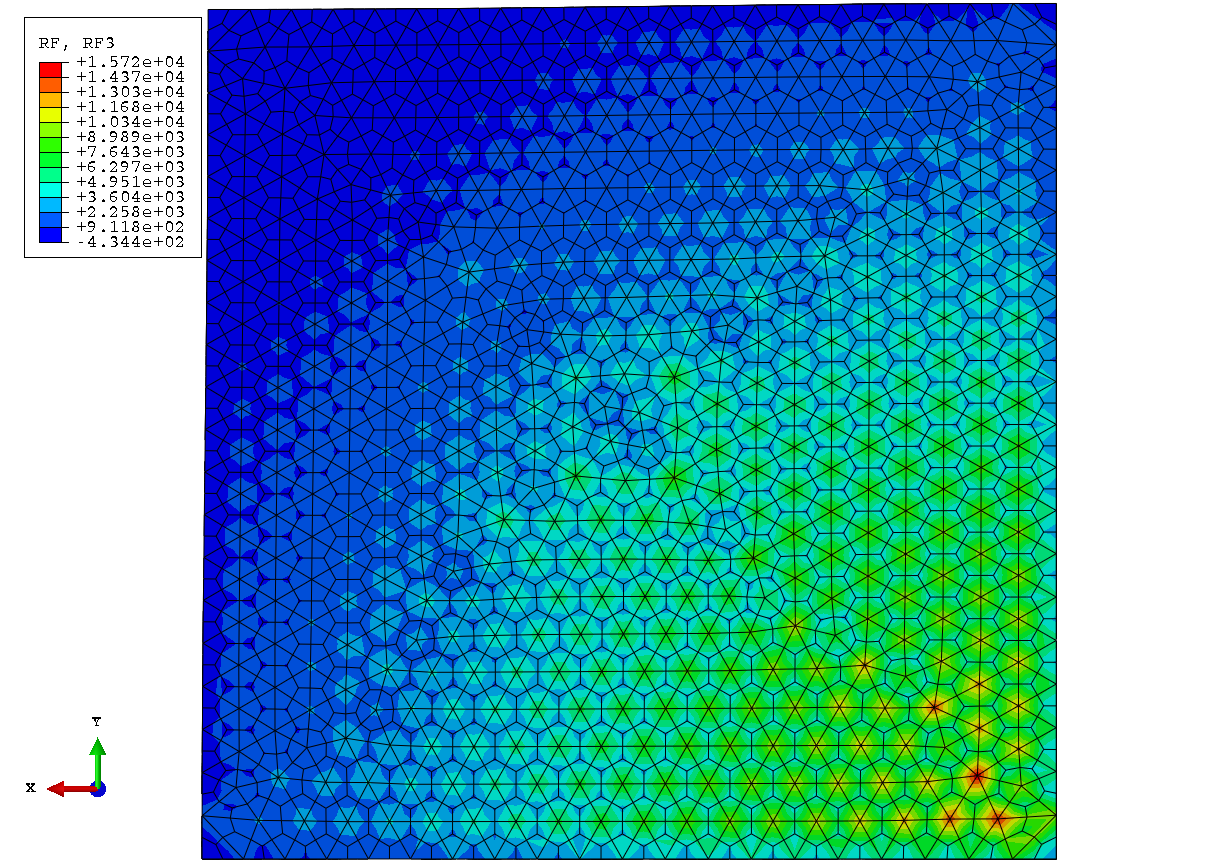 RF, RF3
+1.572e+04
+1.437e+04
+1.303e+04
+1.168e+04
+1.034e+04
+8.989e+03
+7.643e+03
+6.297e+03
+4.951e+03
+3.604e+03
+2.258e+03
+9.118e+02
-4.344e+02
Y
X